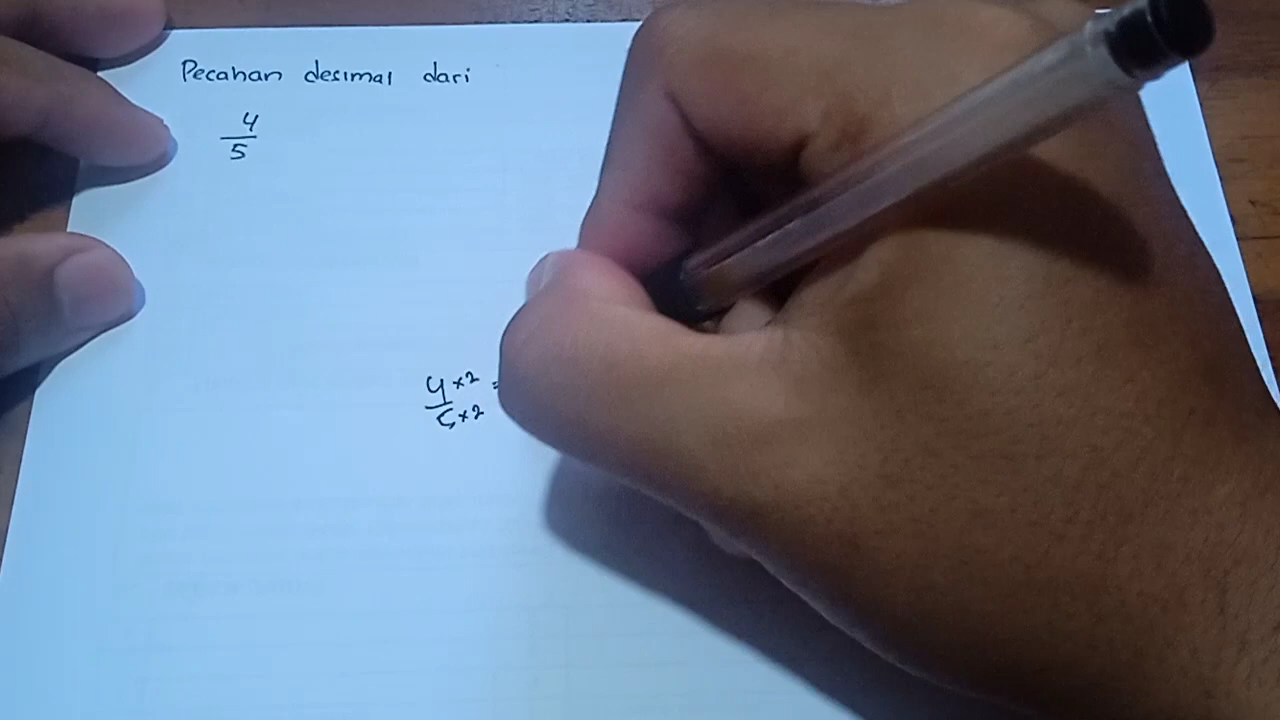 Pecahan desimal dari
4
5
4 × 2 =
5 × 2